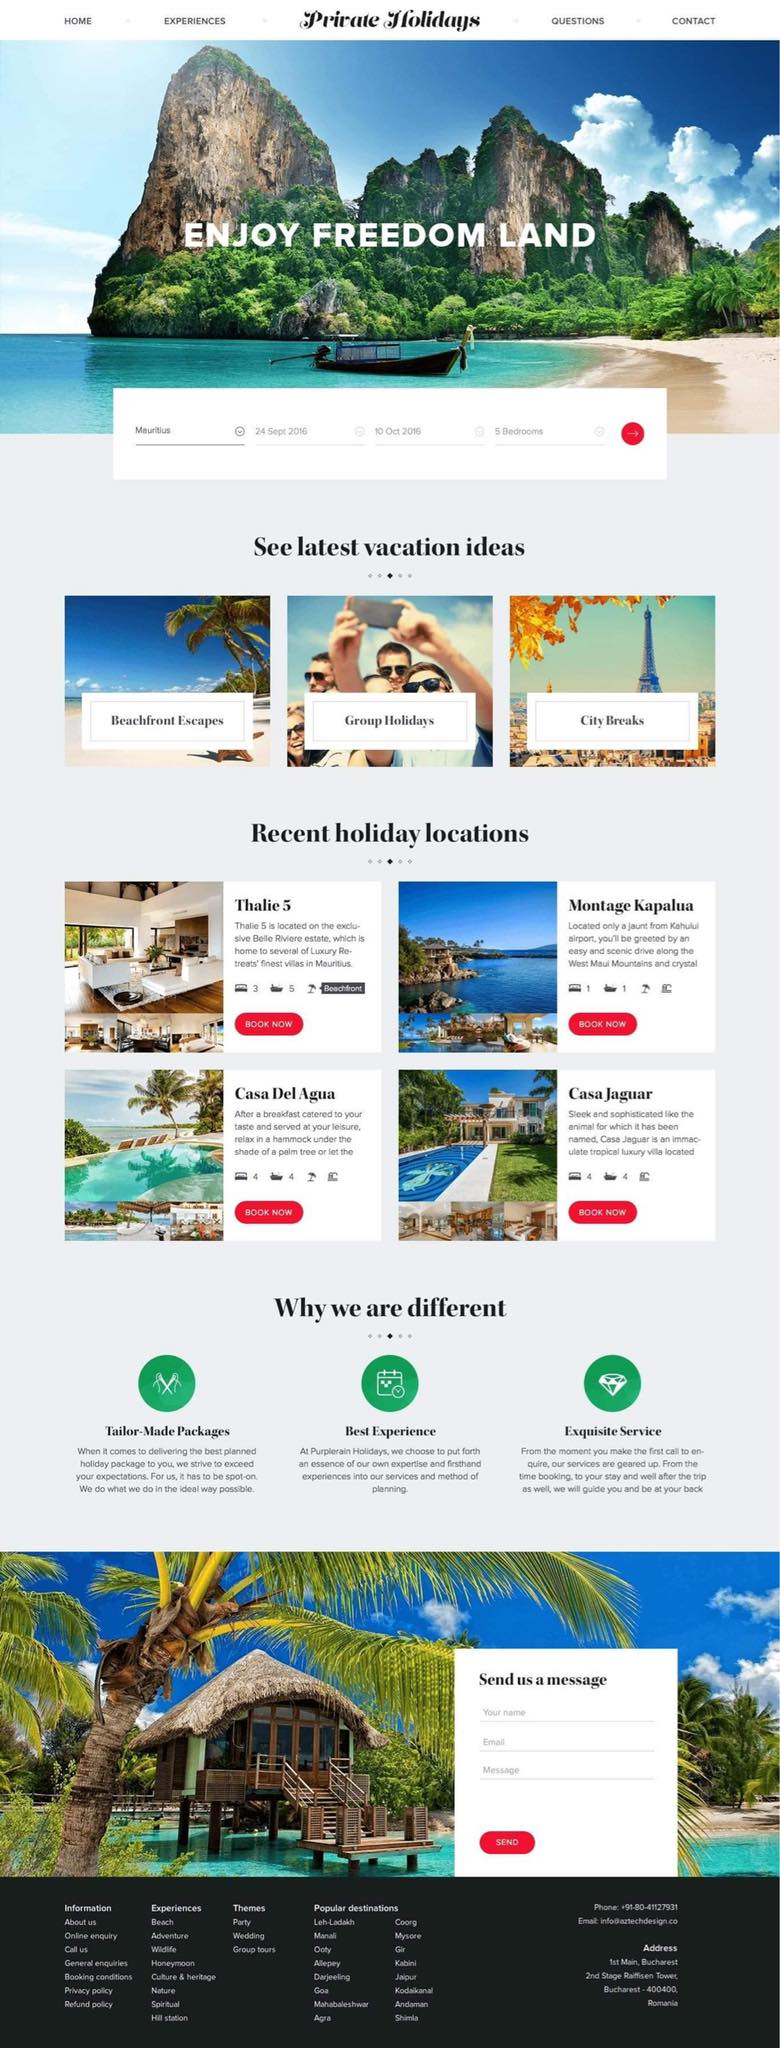 HOME
EXPERIENCES
Private Holidays
QUESTIONS
CONTACT
ENJOY FREEDOM LAND
Mauritius
24 Sept 2016
10 Oct 2016
5 Bedrooms
See latest vacation ideas
Beachfront Escapes
Group Holidays
City Breaks
Recent holiday locations
Thalie 5
Thalie 5 is located on the exclu-
sive Belle Riviere estate, which is
home to several of Luxury Re-
treats' finest villas in Mauritius.
3
5
Beachfront
BOOK NOW
Montage Kapalua
Located only a jaunt from Kahului
airport, you'll be greeted by an
easy and scenic drive along the
West Maui Mountains and crystal
1
1
BOOK NOW
Casa Del Agua
After a breakfast catered to your
taste and served at your leisure,
relax in a hammock under the
shade of a palm tree or let the
4
4
BOOK NOW
Casa Jaguar
Sleek and sophisticated like the
animal for which it has been
named, Casa Jaguar is an immac-
ulate tropical luxury villa located
4
4
BOOK NOW
Why we are different
Tailor-Made Packages
When it comes to delivering the best planned
holiday package to you, we strive to exceed
your expectations. For us, it has to be spot-on.
We do what we do in the ideal way possible.
Best Experience
At Purplerain Holidays, we choose to put forth
an essence of our own expertise and firsthand
experiences into our services and method of
planning.
Exquisite Service
From the moment you make the first call to en-
quire, our services are geared up. From the
time booking, to your stay and well after the trip
as well, we will guide you and be at your back
Send us a message
Your name
Email
Message
SEND
Information
About us
Online enquiry
Call us
General enquiries
Booking conditions
Privacy policy
Refund policy
Experiences
Beach
Adventure
Wildlife
Honeymoon
Culture & heritage
Nature
Spiritual
Hill station
Themes
Party
Wedding
Group tours
Popular destinations
Leh-Ladakh
Manali
Ooty
Allepey
Darjeeling
Goa
Mahabaleshwar
Agra
Coorg
Mysore
Gir
Kabini
Jaipur
Kodaikanal
Andaman
Shimla
Phone: +91-80-41127931
Email: info@aztechdesign.co
Address
1st Main, Bucharest
2nd Stage Raiffisen Tower,
Bucharest - 400400,
Romania